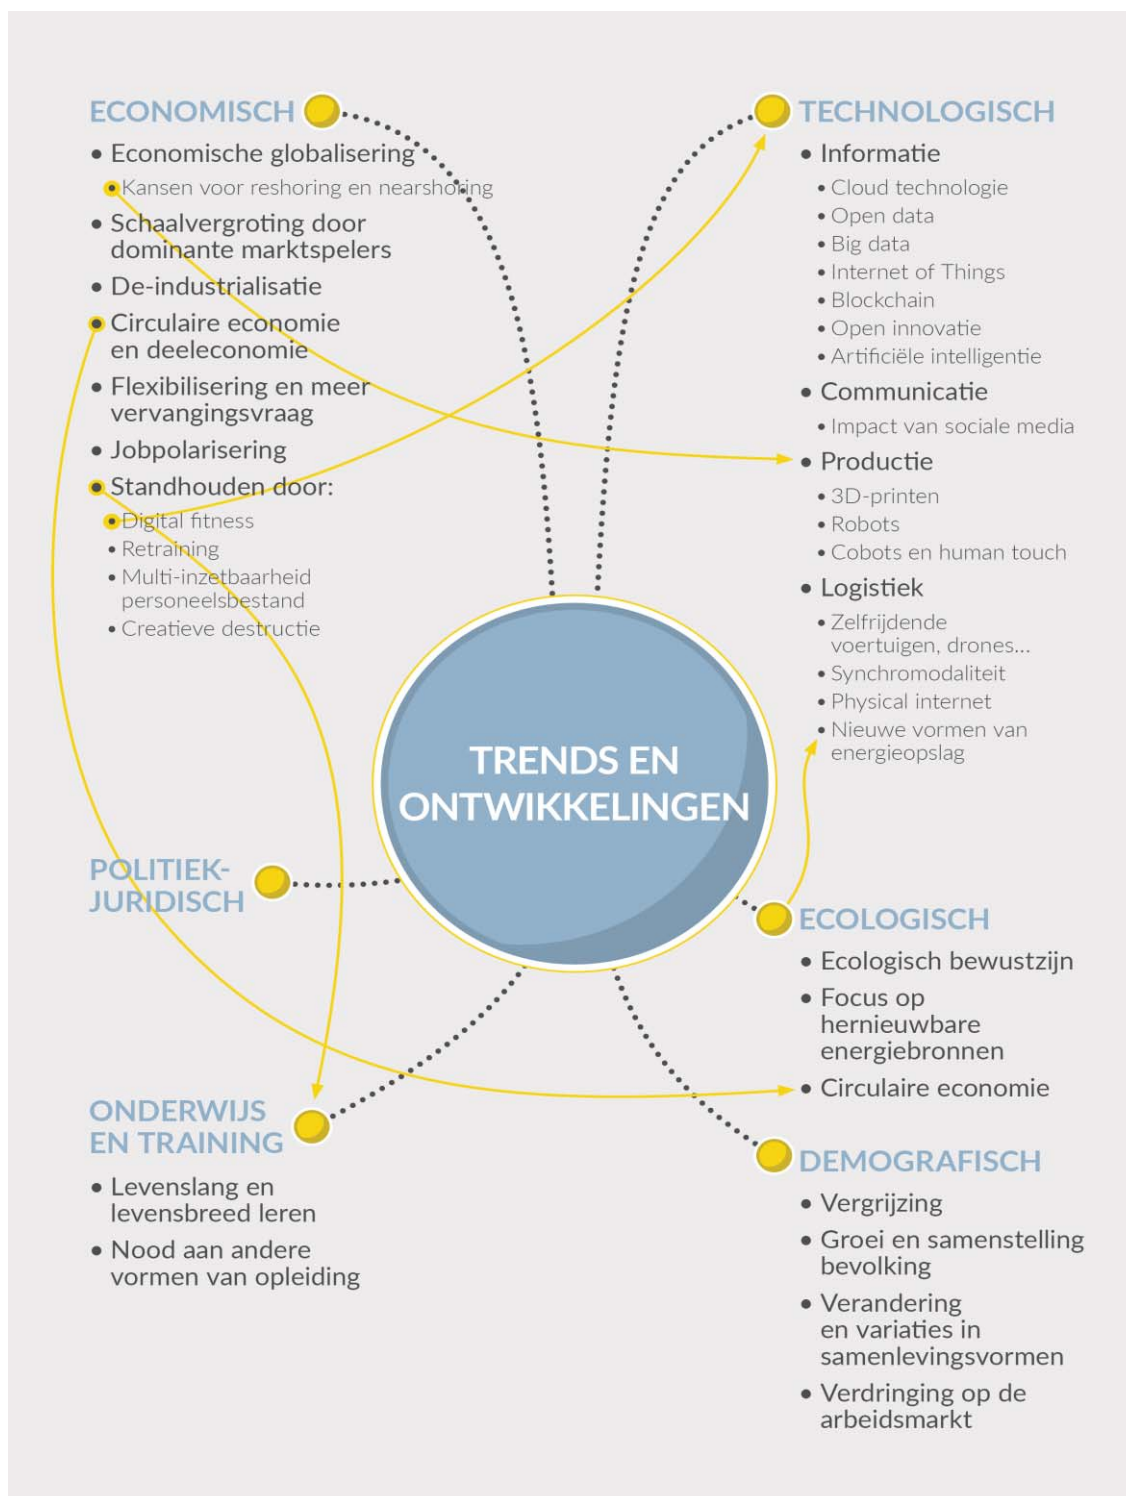 ECONOMISCH
• Economische globalisering
• Kansen voor reshoring en nearshoring
• Schaalvergroting door
dominante marktspelers
• De-industrialisatie
• Circulaire economie
en deeleconomie
• Flexibilisering en meer
vervangingsvraag
• Jobpolarisering
• Standhouden door:
• Digital fitness
• Retraining
• Multi-inzetbaarheid
personeelsbestand
• Creatieve destructie
TECHNOLOGISCH
• Informatie
• Cloud technologie
• Open data
• Big data
• Internet of Things
• Blockchain
• Open innovatie
• Artificiële intelligentie
• Communicatie
• Impact van sociale media
• Productie
• 3D-printen
• Robots
• Cobots en human touch
• Logistiek
• Zelfrijdende
voertuigen, drones...
• Synchromodaliteit
• Physical internet
• Nieuwe vormen van
energieopslag
TRENDS EN
ONTWIKKELINGEN
POLITIEK-
JURIDISCH
ECOLOGISCH
• Ecologisch bewustzijn
• Focus op
hernieuwbare
energiebronnen
• Circulaire economie
ONDERWIJS
EN TRAINING
• Levenslang en
levensbreed leren
• Nood aan andere
vormen van opleiding
DEMOGRAFISCH
• Vergrijzing
• Groei en samenstelling
bevolking
• Verandering
en variaties in
samenlevingsvormen
• Verdringing op de
arbeidsmarkt